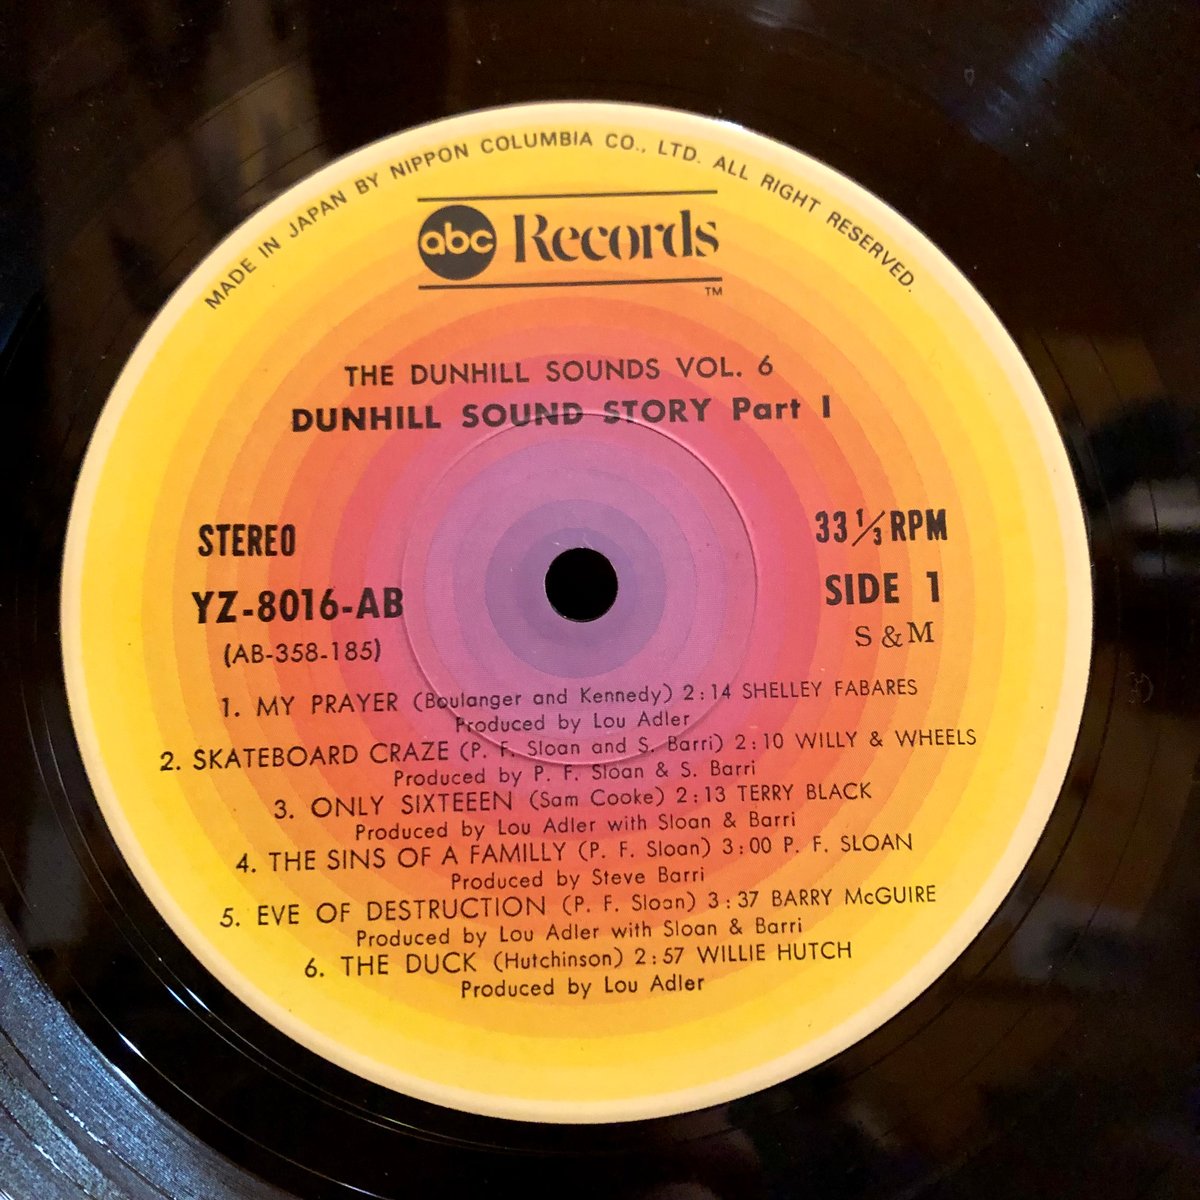 MADE IN JAPAN BY NIPPON COLUMBIA CO., LTD. ALL RIGHT RESERVED.
abc Records
TM
THE DUNHILL SOUNDS VOL. 6
DUNHILL SOUND STORY Part I
STEREO
33 1/3 RPM
YZ-8016-AB
SIDE 1
(AB-358-185)
S & M
1. MY PRAYER (Boulanger and Kennedy) 2:14 SHELLEY FABARES
Produced by Lou Adler
2. SKATEBOARD CRAZE (P. F. Sloan and S. Barri) 2:10 WILLY & WHEELS
Produced by P. F. Sloan & S. Barri
3. ONLY SIXTEEEN (Sam Cooke) 2:13 TERRY BLACK
Produced by Lou Adler with Sloan & Barri
4. THE SINS OF A FAMILLY (P. F. Sloan) 3:00 P. F. SLOAN
Produced by Steve Barri
5. EVE OF DESTRUCTION (P. F. Sloan) 3:37 BARRY McGUIRE
Produced by Lou Adler with Sloan & Barri
6. THE DUCK (Hutchinson) 2:57 WILLIE HUTCH
Produced by Lou Adler